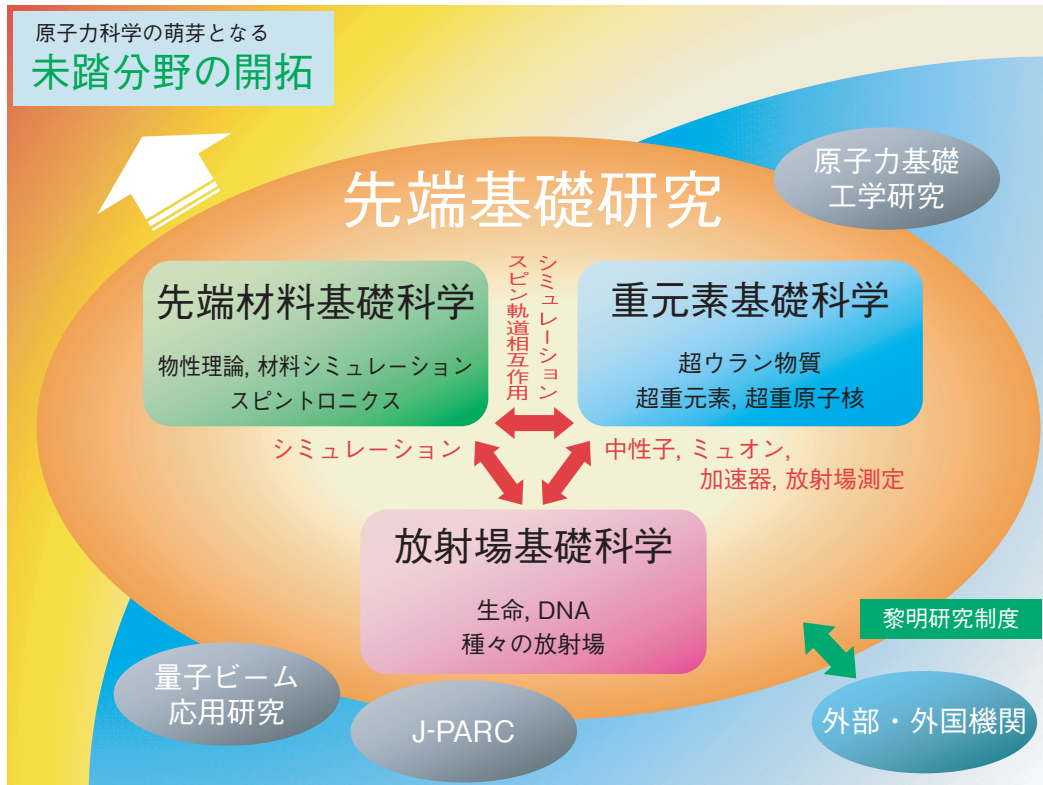 原子力科学の萌芽となる
未踏分野の開拓
原子力基礎
工学研究
先端基礎研究
先端材料基礎科学
物性理論, 材料シミュレーション
スピントロニクス
シミュレーション
スピン軌道相互作用
重元素基礎科学
超ウラン物質
超重元素, 超重原子核
シミュレーション
中性子, ミュオン,
加速器, 放射場測定
放射場基礎科学
生命, DNA
種々の放射場
黎明研究制度
量子ビーム
応用研究
J-PARC
外部・外国機関